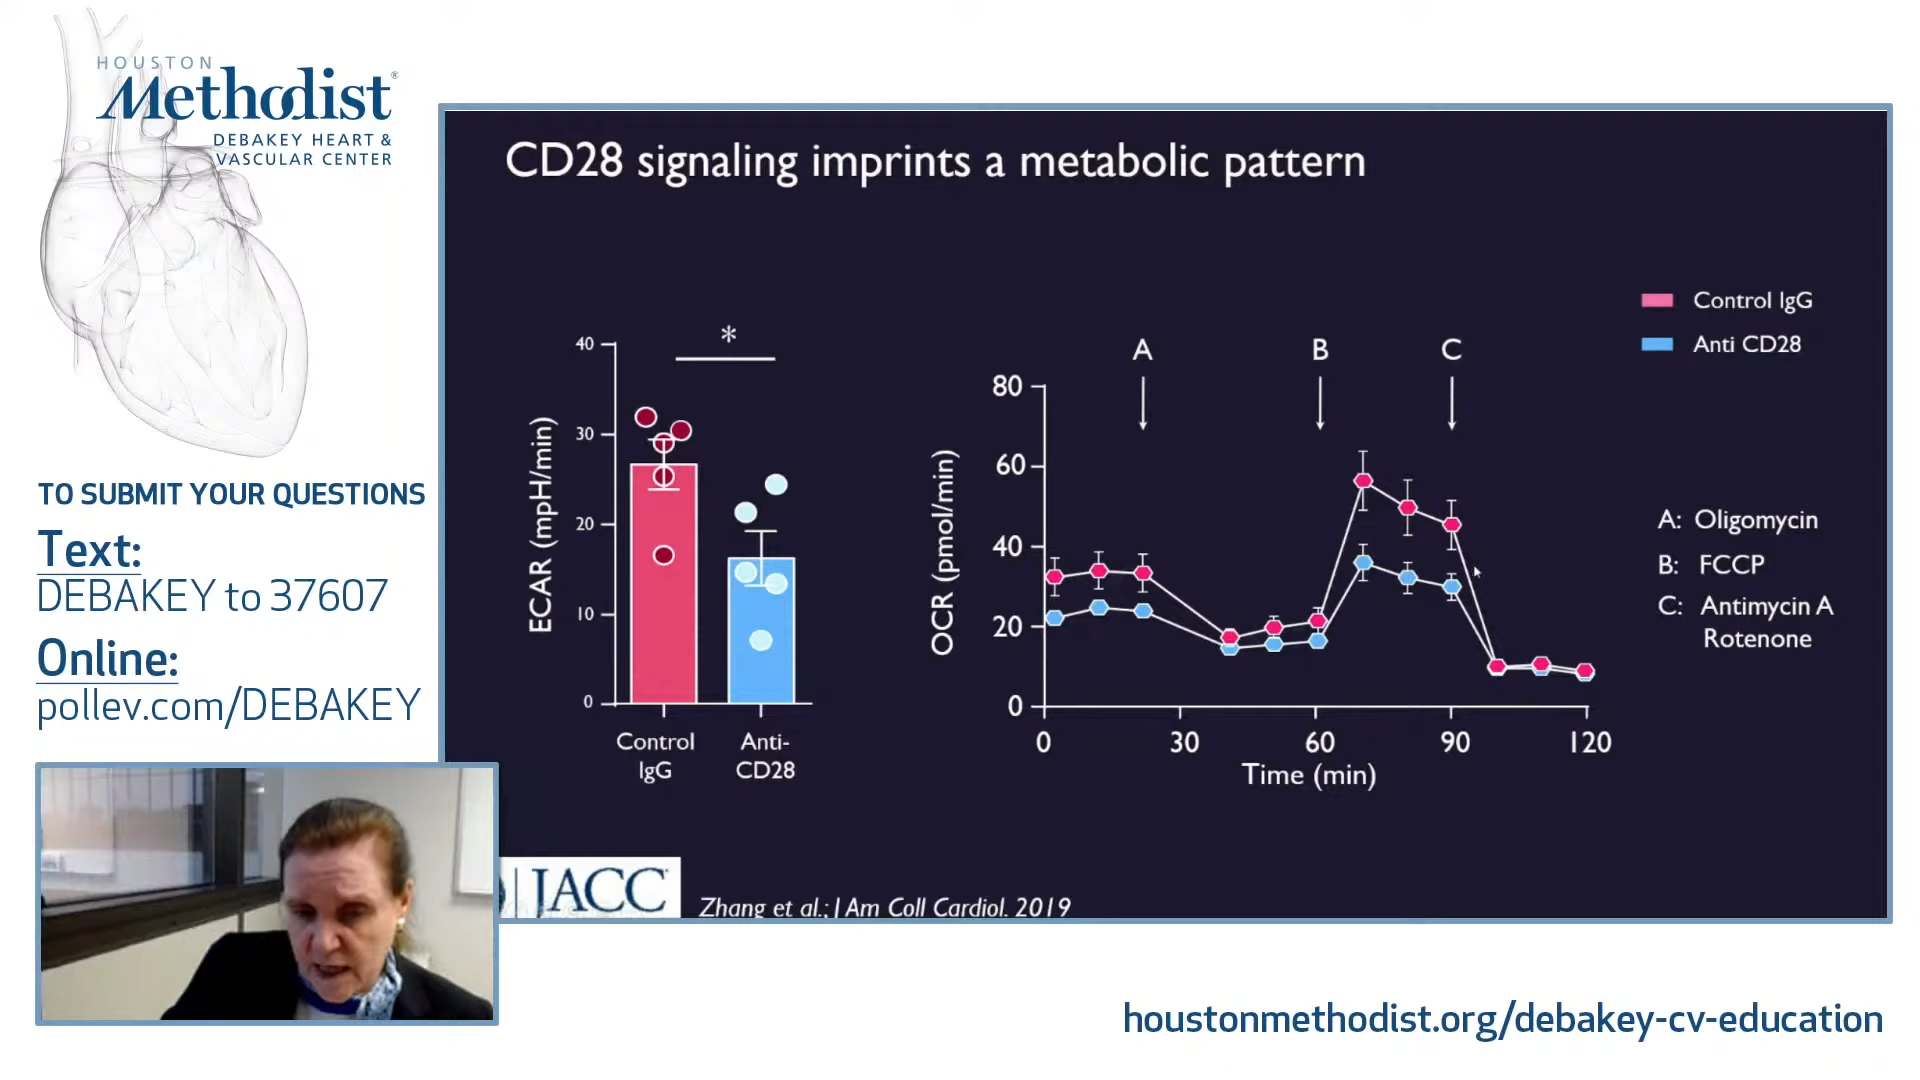 HOUSTON
Methodist®
DEBAKEY HEART &
VASCULAR CENTER
TO SUBMIT YOUR QUESTIONS
Text:
DEBAKEY to 37607
Online:
pollev.com/DEBAKEY
CD28 signaling imprints a metabolic pattern
40
30
20
10
0
ECAR (mpH/min)
*
Control
IgG
Anti-
CD28
80
60
40
20
0
OCR (pmol/min)
A
B
C
0
30
60
90
120
Time (min)
Control IgG
Anti CD28
A: Oligomycin
B: FCCP
C: Antimycin A
Rotenone
JACC
Zhang et al.; J Am Coll Cardiol. 2019
houstonmethodist.org/debakey-cv-education